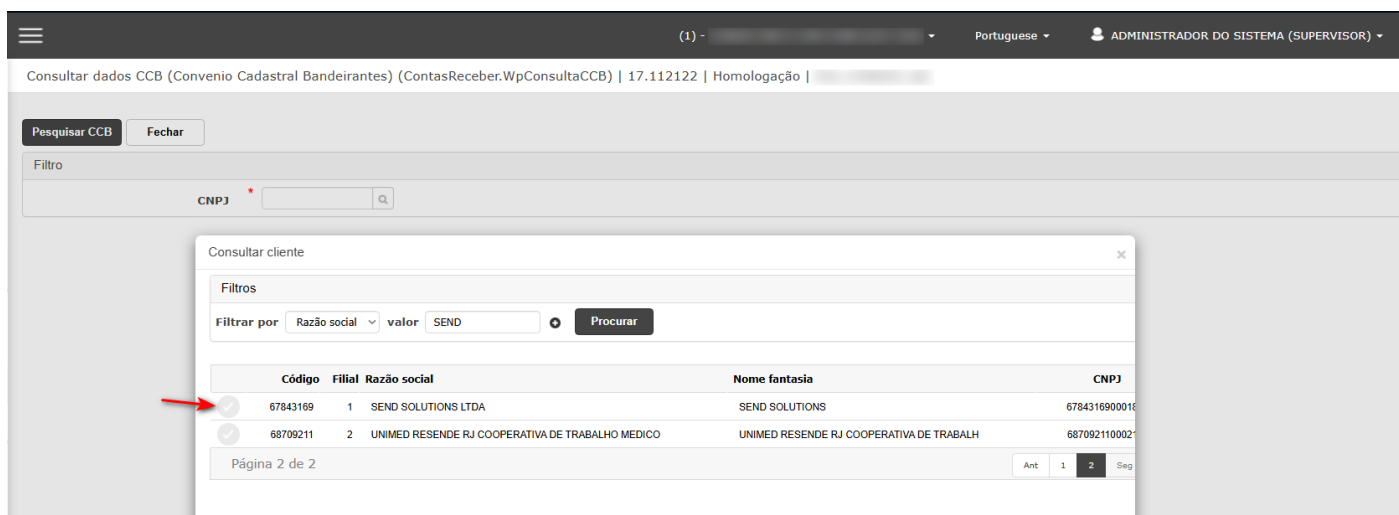 (1) - Portuguese ADMINISTRADOR DO SISTEMA (SUPERVISOR)
Consultar dados CCB (Convenio Cadastral Bandeirantes) (ContasReceber.WpConsultaCCB) | 17.112122 | Homologação |
Pesquisar CCB Fechar
Filtro
CNPJ *
Consultar cliente ×
Filtros
Filtrar por Razão social valor SEND Procurar
Código Filial Razão social Nome fantasia CNPJ
67843169 1 SEND SOLUTIONS LTDA SEND SOLUTIONS 6784316900018
68709211 2 UNIMED RESENDE RJ COOPERATIVA DE TRABALHO MEDICO UNIMED RESENDE RJ COOPERATIVA DE TRABALH 6870921100021
Página 2 de 2 Ant 1 2 Seg